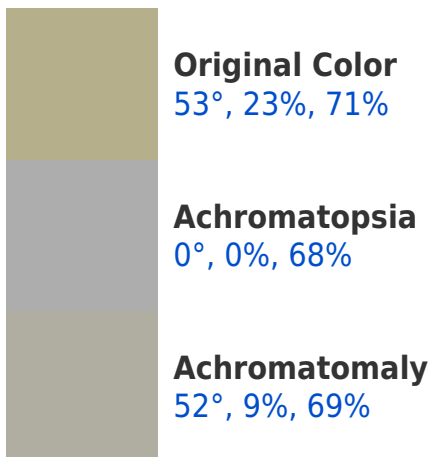 Original Color
53°, 23%, 71%
Achromatopsia
0°, 0%, 68%
Achromatomaly
52°, 9%, 69%